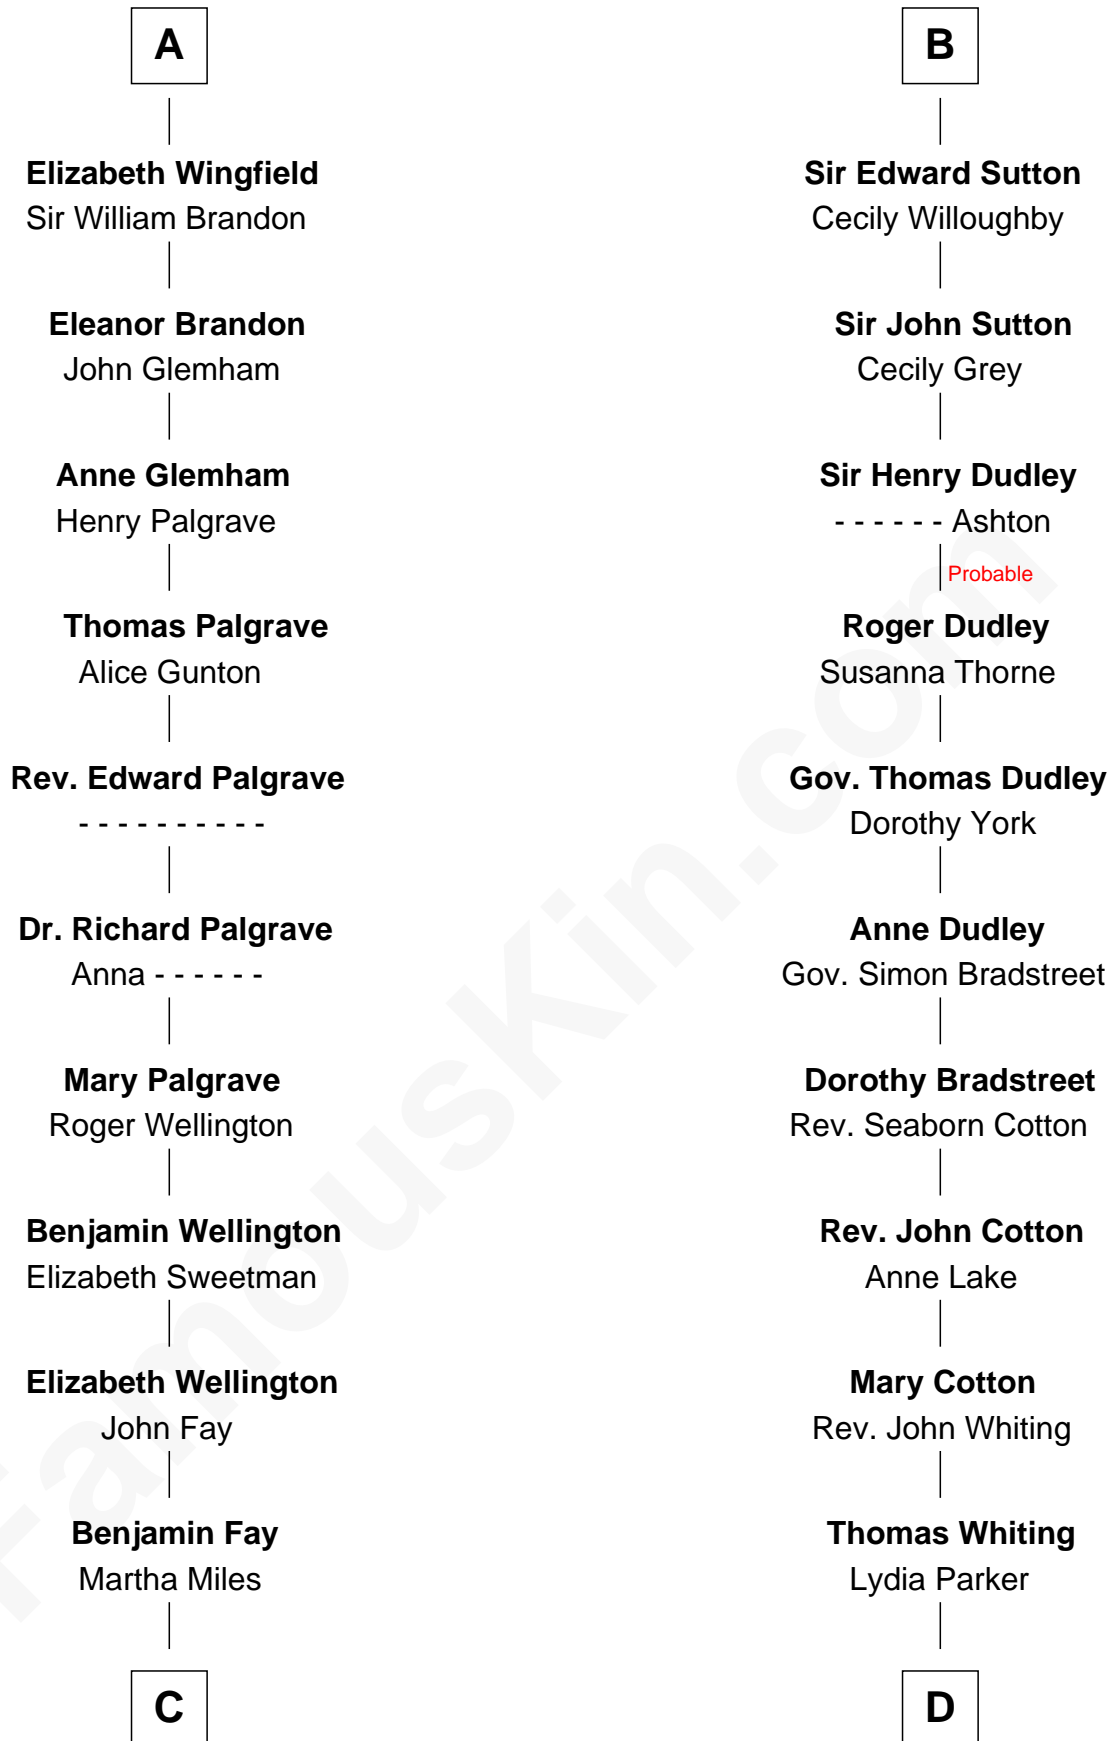 A
Elizabeth Wingfield
Sir William Brandon
Eleanor Brandon
John Glemham
Anne Glemham
Henry Palgrave
Thomas Palgrave
Alice Gunton
Rev. Edward Palgrave
- - - - - - - - - -
Dr. Richard Palgrave
Anna - - - - - -
Mary Palgrave
Roger Wellington
Benjamin Wellington
Elizabeth Sweetman
Elizabeth Wellington
John Fay
Benjamin Fay
Martha Miles
C
B
Sir Edward Sutton
Cecily Willoughby
Sir John Sutton
Cecily Grey
Sir Henry Dudley
- - - - - - Ashton
Probable
Roger Dudley
Susanna Thorne
Gov. Thomas Dudley
Dorothy York
Anne Dudley
Gov. Simon Bradstreet
Dorothy Bradstreet
Rev. Seaborn Cotton
Rev. John Cotton
Anne Lake
Mary Cotton
Rev. John Whiting
Thomas Whiting
Lydia Parker
D
FamousKin.com